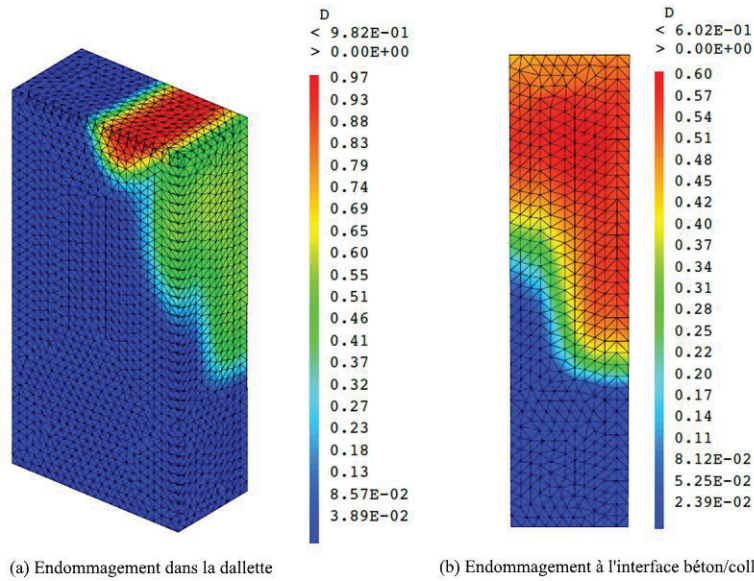 D
< 9.82E-01
> 0.00E+00
0.97
0.93
0.88
0.83
0.79
0.74
0.69
0.65
0.60
0.55
0.51
0.46
0.41
0.37
0.32
0.27
0.23
0.18
0.13
8.57E-02
3.89E-02
(a) Endommagement dans la dallette
D
< 6.02E-01
> 0.00E+00
0.60
0.57
0.54
0.51
0.48
0.45
0.42
0.40
0.37
0.34
0.31
0.28
0.25
0.22
0.20
0.17
0.14
0.11
8.12E-02
5.25E-02
2.39E-02
(b) Endommagement à l'interface béton/coll